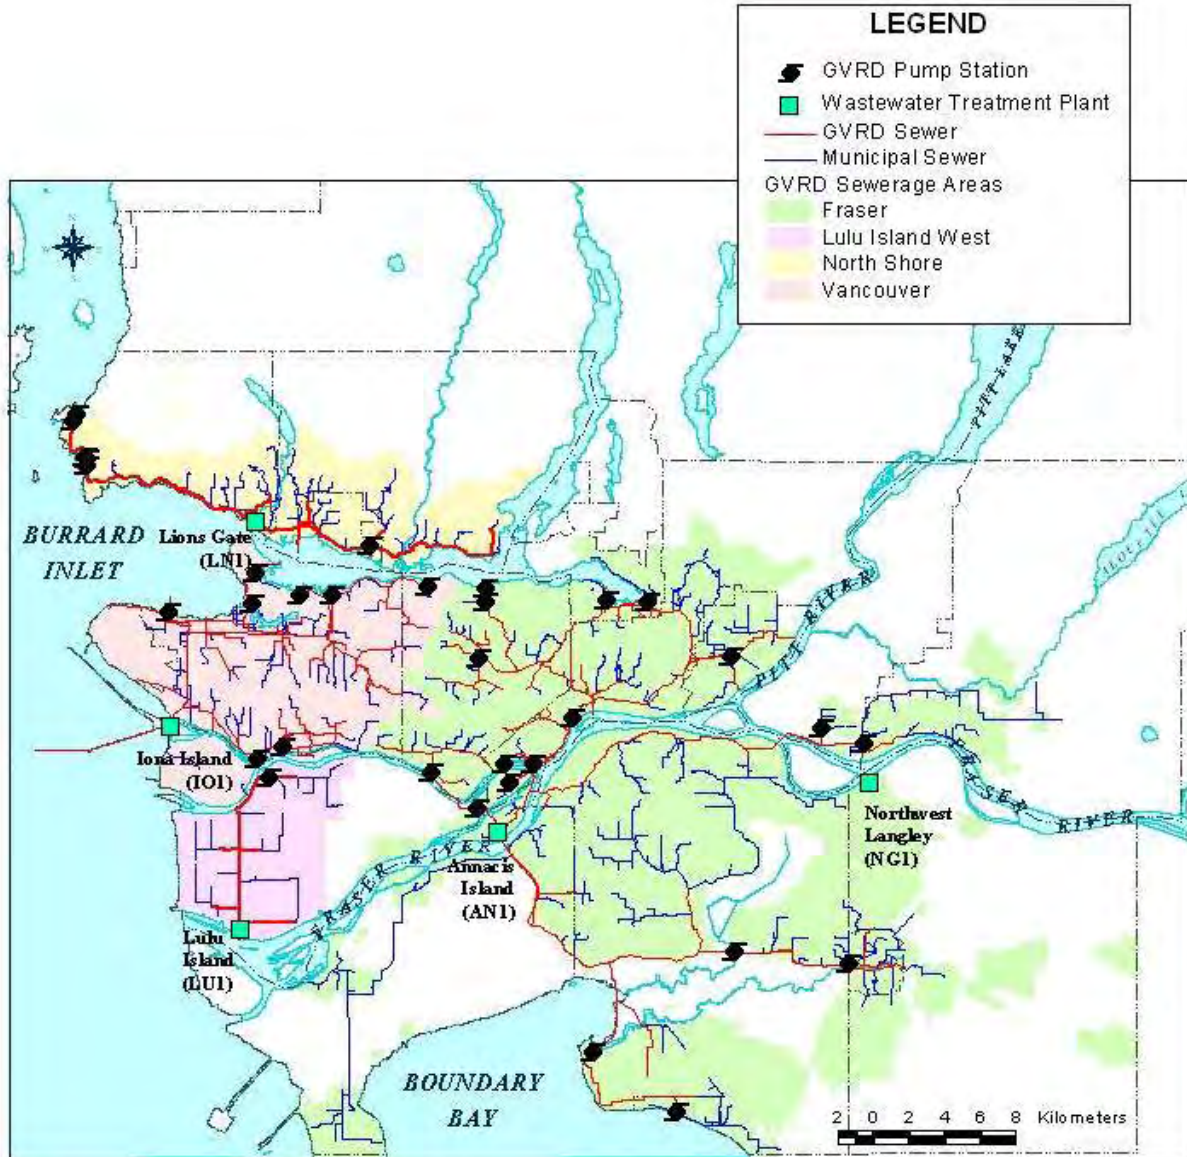 LEGEND
GVRD Pump Station
Wastewater Treatment Plant
GVRD Sewer
Municipal Sewer
GVRD Sewerage Areas
Fraser
Lulu Island West
North Shore
Vancouver
PITT LAKE
BURRARD
INLET
Lions Gate
(LN1)
PITT RIVER
Iona Island
(IO1)
FRASER RIVER
Northwest
Langley
(NG1)
FRASER RIVER
Annacis
Island
(AN1)
Lulu
Island
(LU1)
BOUNDARY
BAY
2 0 2 4 6 8 Kilometers